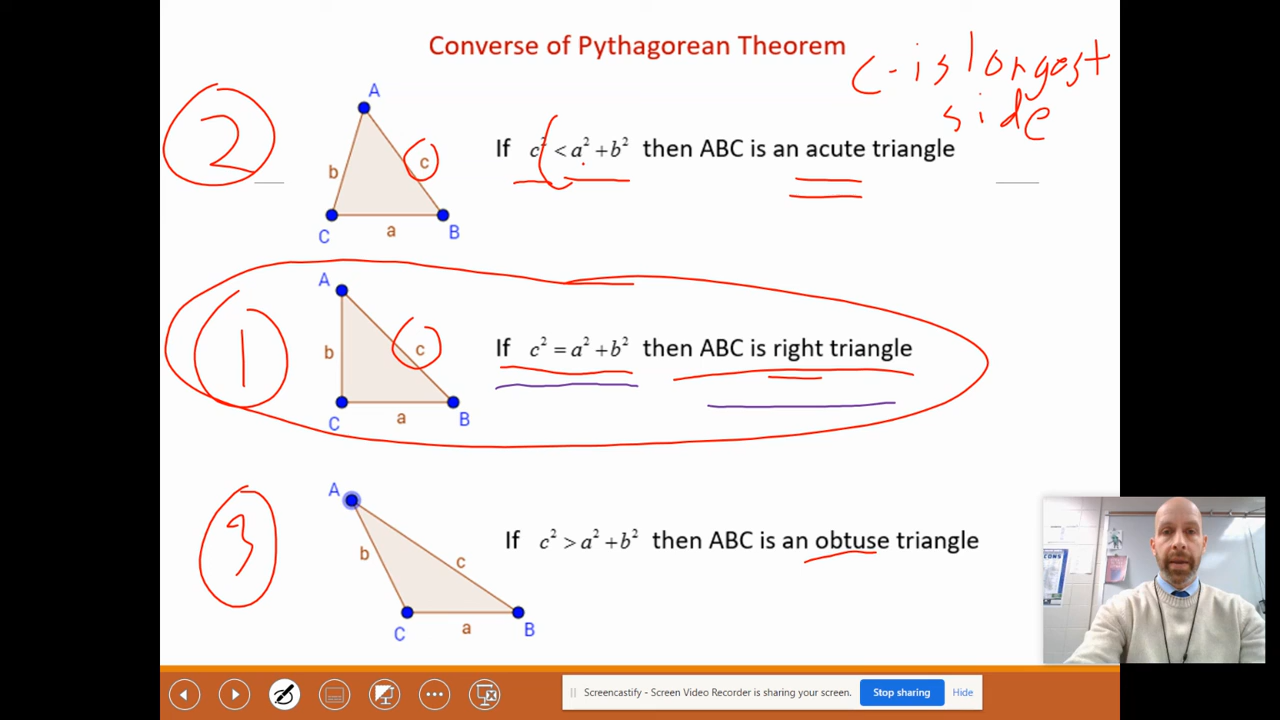 Converse of Pythagorean Theorem
c - is longest
side
2
A
b
c
C
a
B
If c² < a² + b² then ABC is an acute triangle
1
A
b
c
C
a
B
If c² = a² + b² then ABC is right triangle
3
A
b
c
C
a
B
If c² > a² + b² then ABC is an obtuse triangle
Screencastify - Screen Video Recorder is sharing your screen.
Stop sharing
Hide